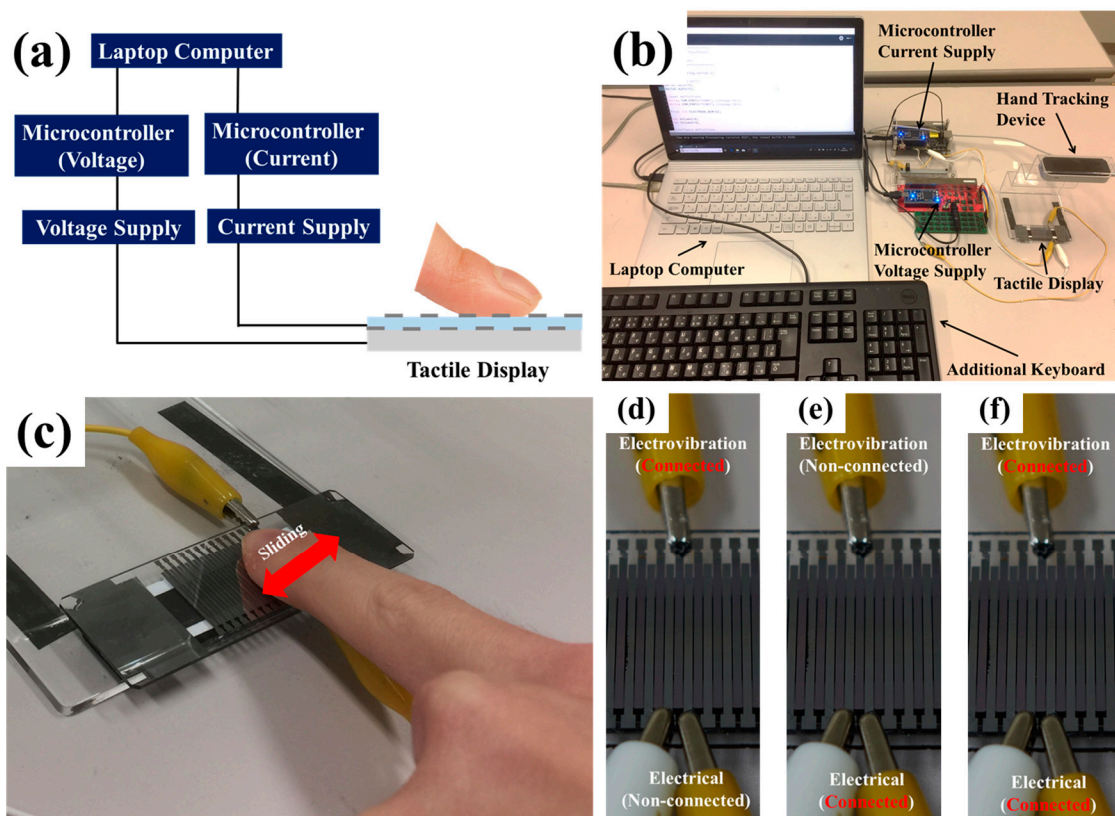 (a)
Laptop Computer
Microcontroller
(Voltage)
Microcontroller
(Current)
Voltage Supply
Current Supply
Tactile Display
(b)
Microcontroller
Current Supply
Hand Tracking
Device
Laptop Computer
Microcontroller
Voltage Supply
Tactile Display
Additional Keyboard
(c)
Sliding
(d)
Electrovibration
(Connected)
Electrical
(Non-connected)
(e)
Electrovibration
(Non-connected)
Electrical
(Connected)
(f)
Electrovibration
(Connected)
Electrical
(Connected)